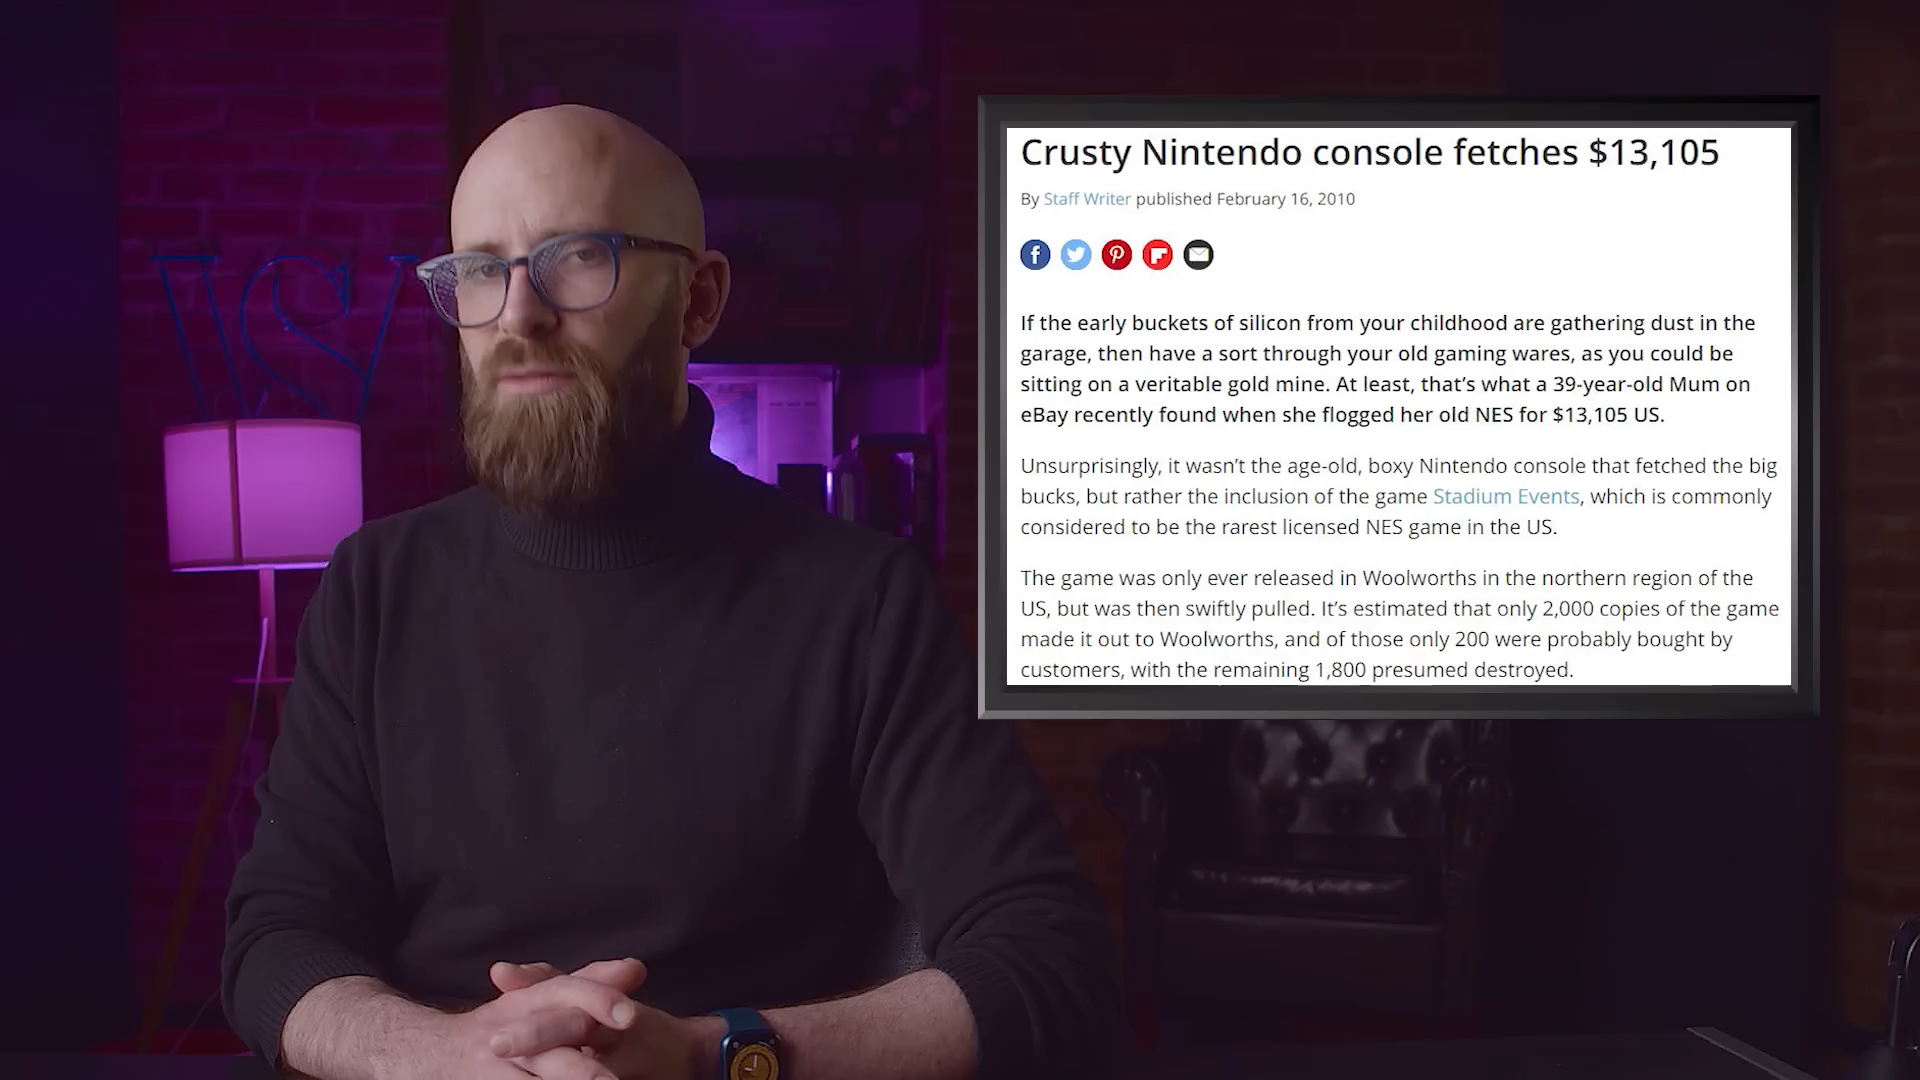 Crusty Nintendo console fetches $13,105
By Staff Writer published February 16, 2010
If the early buckets of silicon from your childhood are gathering dust in the
garage, then have a sort through your old gaming wares, as you could be
sitting on a veritable gold mine. At least, that’s what a 39-year-old Mum on
eBay recently found when she flogged her old NES for $13,105 US.
Unsurprisingly, it wasn’t the age-old, boxy Nintendo console that fetched the big
bucks, but rather the inclusion of the game Stadium Events, which is commonly
considered to be the rarest licensed NES game in the US.
The game was only ever released in Woolworths in the northern region of the
US, but was then swiftly pulled. It’s estimated that only 2,000 copies of the game
made it out to Woolworths, and of those only 200 were probably bought by
customers, with the remaining 1,800 presumed destroyed.